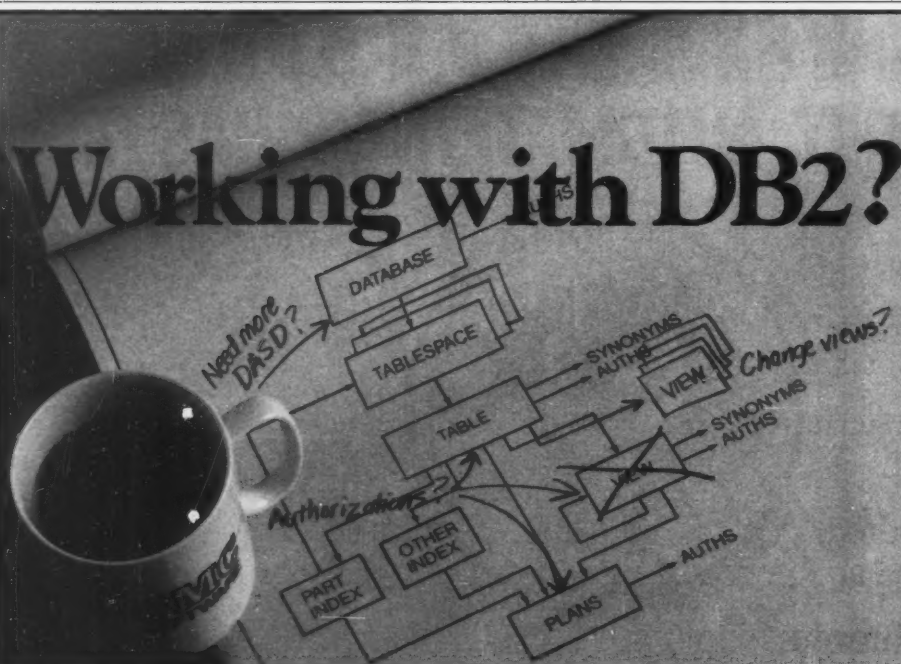 Working with DB2?
AUTHS
DATABASE
Need more
DASD?
TABLESPACE
SYNONYMS
AUTHS
VIEW
Change views?
TABLE
SYNONYMS
AUTHS
VIEW
Authorizations?
OTHER
INDEX
PART
INDEX
AUTHS
PLANS